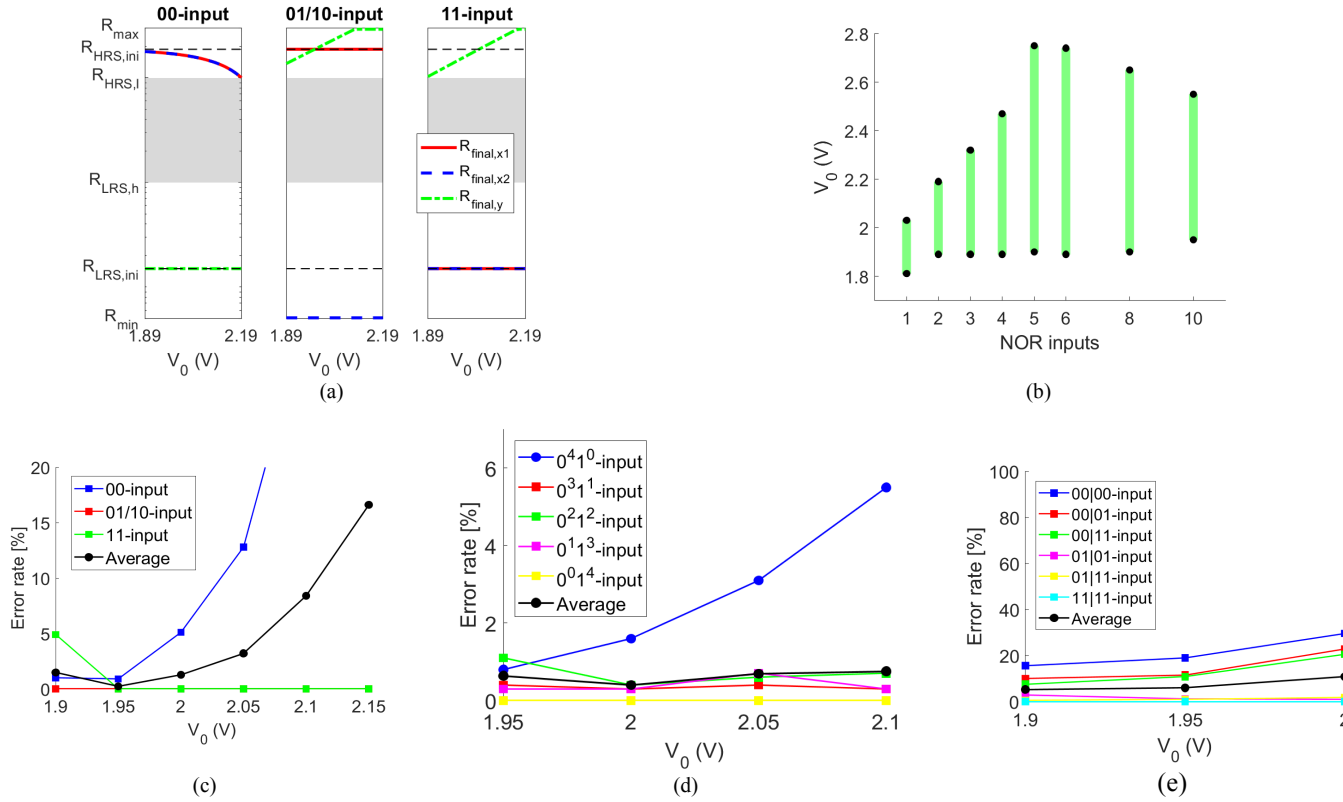 00-input 01/10-input 11-input
R_max
R_HRS,ini
R_HRS,l
R_LRS,h
R_LRS,ini
R_min
R_final,x1
R_final,x2
R_final,y
1.89 2.19 1.89 2.19 1.89 2.19
V_0 (V) V_0 (V) V_0 (V)
(a)
2.8
2.6
2.4
2.2
2
1.8
V_0 (V)
1 2 3 4 5 6 8 10
NOR inputs
(b)
20
15
10
5
0
Error rate [%]
00-input
01/10-input
11-input
Average
1.9 1.95 2 2.05 2.1 2.15
V_0 (V)
(c)
6
4
2
0
Error rate [%]
0^4 1^0-input
0^3 1^1-input
0^2 1^2-input
0^1 1^3-input
0^0 1^4-input
Average
1.95 2 2.05 2.1
V_0 (V)
(d)
100
80
60
40
20
0
Error rate [%]
00|00-input
00|01-input
00|11-input
01|01-input
01|11-input
11|11-input
Average
1.9 1.95
V_0 (V)
(e)